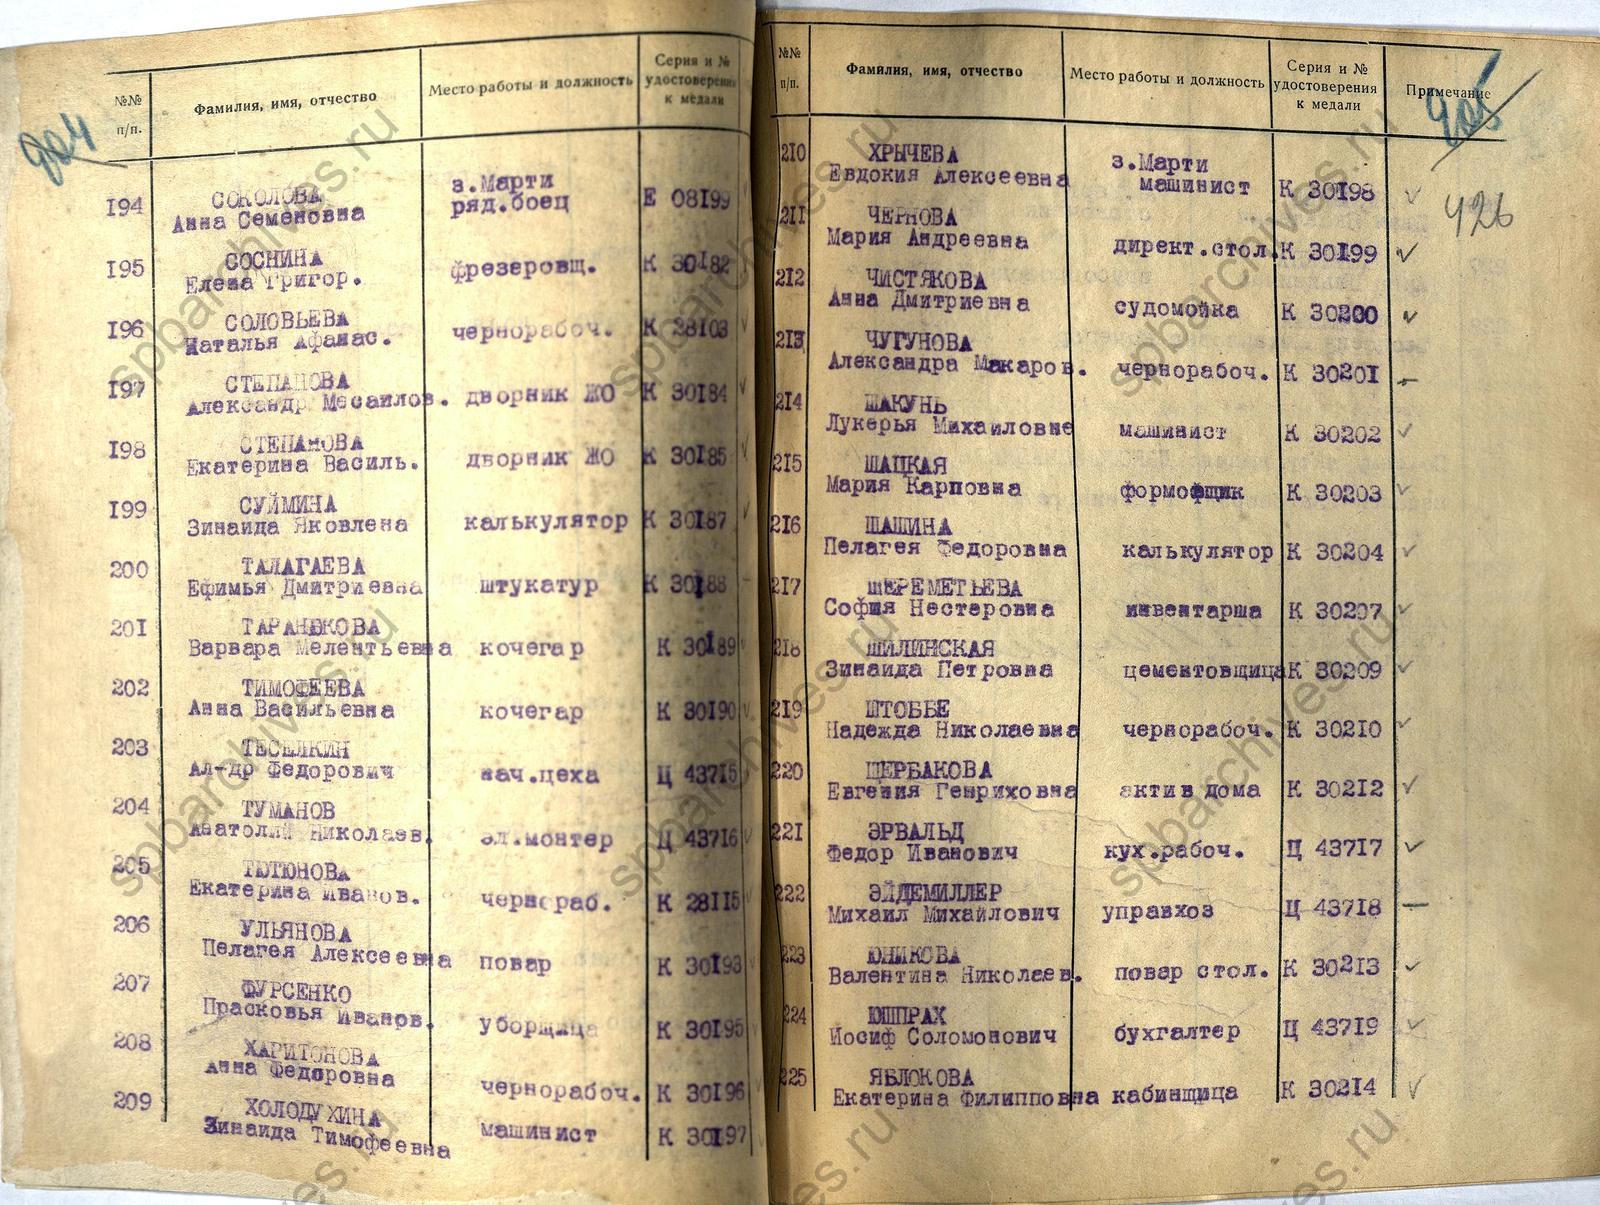 904
№№ п/п.
Фамилия, имя, отчество
Место работы и должность
Серия и № удостоверения к медали
194 СОКОЛОВА з.Марти
Анна Семеновна ряд.боец Е 08199
195 СОСНИНА
Елена Григор. фрезеровщ. К 30182
196 СОЛОВЬЕВА
Наталья Афанас. чернорабоч. К 28103
197 СТЕПАНОВА
Александр Месаилов. дворник ЖО К 30184
198 СТЕПАНОВА
Екатерина Василь. дворник ЖО К 30185
199 СУЙМИНА
Зинаида Яковлена калькулятор К 30187
200 ТАЛАГАЕВА
Ефимья Дмитриевна штукатур К 30188
201 ТАРАНЬКОВА
Варвара Мелентьевна кочегар К 30189
202 ТИМОФЕЕВА
Анна Васильевна кочегар К 30190
203 ТЕСЕЛКИН
Ал-др Федорович нач.цеха Ц 43715
204 ТУМАНОВ
Анатолий Николаев. эл.монтер Ц 43716
205 ТЮТЮНОВА
Екатерина Иванов. чернораб. К 28115
206 УЛЬЯНОВА
Пелагея Алексеевна повар К 30193
207 ФУРСЕНКО
Прасковья Иванов. уборщица К 30195
208 ХАРИТОНОВА
Анна Федоровна чернорабоч. К 30196
209 ХОЛОДУХИНА
Зинаида Тимофеевна машинист К 30197
№№ п/п.
Фамилия, имя, отчество
Место работы и должность
Серия и № удостоверения к медали
Примечание
905
426
210 ХРЫЧЕВА з.Марти
Евдокия Алексеевна машинист К 30198
211 ЧЕРНОВА
Мария Андреевна директ.стол. К 30199
212 ЧИСТЯКОВА
Анна Дмитриевна судомойка К 30200
213 ЧУГУНОВА
Александра Макаров. чернорабоч. К 30201
214 ШАКУНЬ
Лукерья Михаиловне машинист К 30202
215 ШАЦКАЯ
Мария Карповна формофщик К 30203
216 ШАШИНА
Пелагея Федоровна калькулятор К 30204
217 ШЕРЕМЕТЬЕВА
София Нестеровна инвентарша К 30207
218 ШИЛИНСКАЯ
Зинаида Петровна цементовщица К 30209
219 ШТОББЕ
Надежда Николаевна чернорабоч. К 30210
220 ЩЕРБАКОВА
Евгения Генриховна актив дома К 30212
221 ЭРВАЛЬД
Федор Иванович кух.рабоч. Ц 43717
222 ЭЙДЕМИЛЛЕР
Михаил Михайлович управхоз Ц 43718
223 ЮНИКОВА
Валентина Николаев. повар стол. К 30213
224 ЮШПРАХ
Иосиф Соломонович бухгалтер Ц 43719
225 ЯБЛОКОВА
Екатерина Филипповна кабинщица К 30214
spbarchives.ru